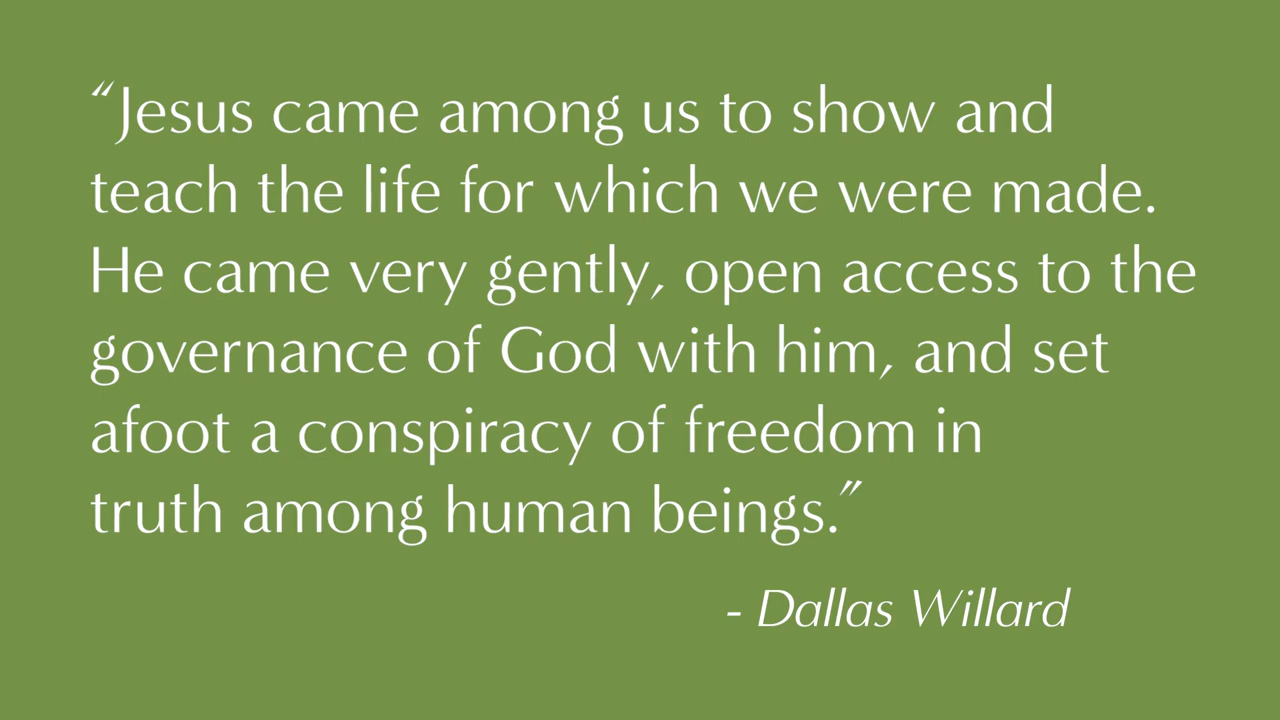 “Jesus came among us to show and
teach the life for which we were made.
He came very gently, open access to the
governance of God with him, and set
afoot a conspiracy of freedom in
truth among human beings.”
- Dallas Willard